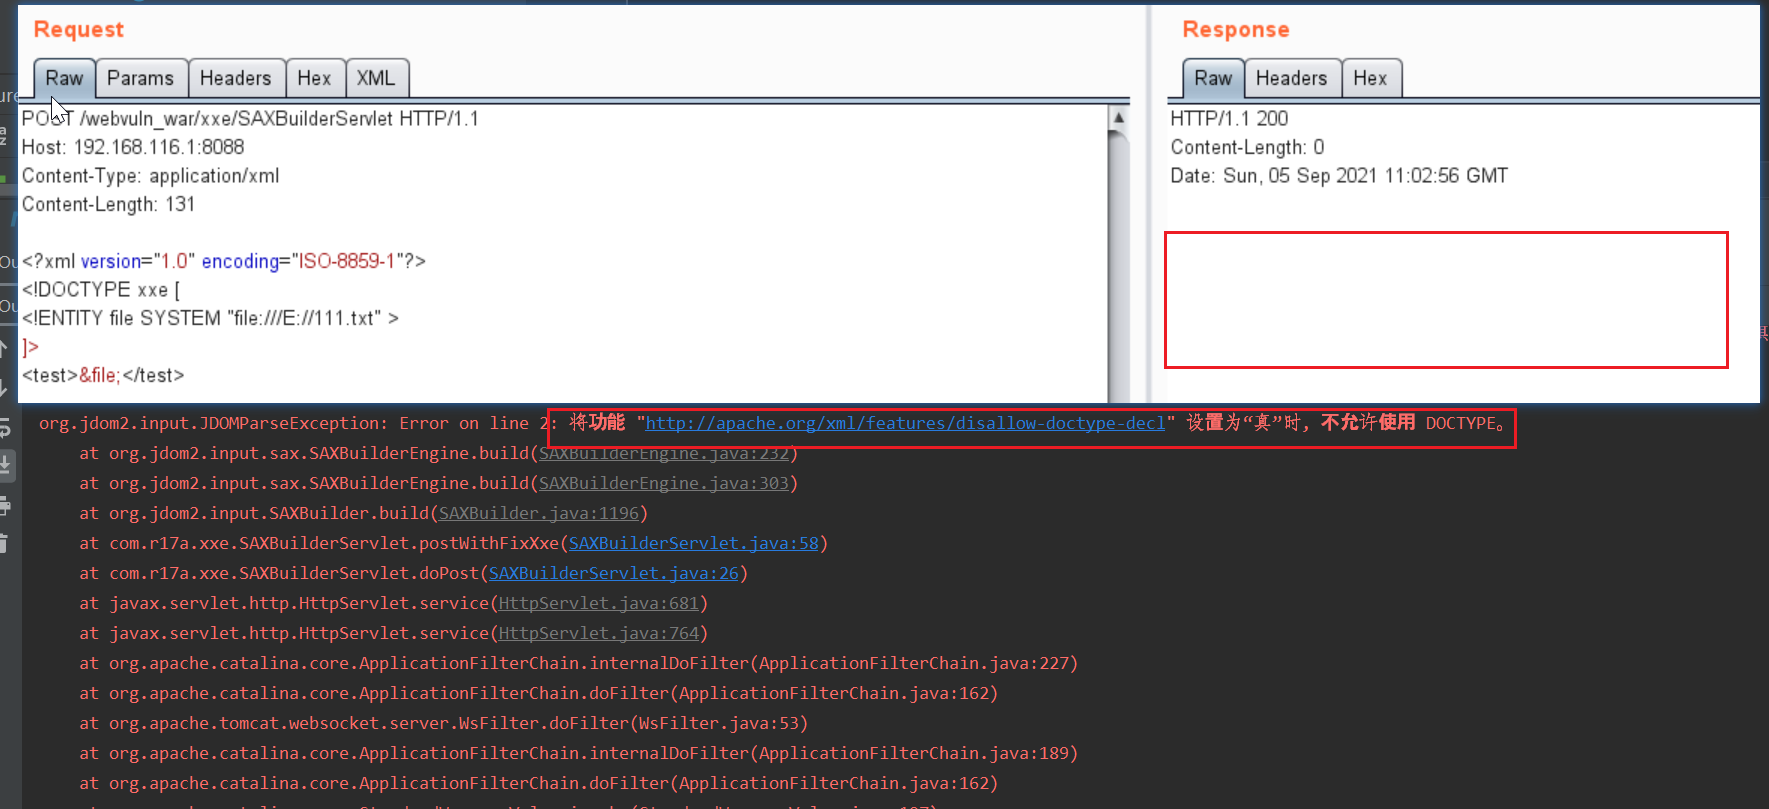 Request
Raw Params Headers Hex XML
POST /webvuln_war/xxe/SAXBuilderServlet HTTP/1.1
Host: 192.168.116.1:8088
Content-Type: application/xml
Content-Length: 131
<?xml version="1.0" encoding="ISO-8859-1"?>
<!DOCTYPE xxe [
<!ENTITY file SYSTEM "file:///E://111.txt" >
]>
<test>&file;</test>
Response
Raw Headers Hex
HTTP/1.1 200
Content-Length: 0
Date: Sun, 05 Sep 2021 11:02:56 GMT
org.jdom2.input.JDOMParseException: Error on line 2: 将功能 "http://apache.org/xml/features/disallow-doctype-decl" 设置为“真”时, 不允许使用 DOCTYPE。
at org.jdom2.input.sax.SAXBuilderEngine.build(SAXBuilderEngine.java:232)
at org.jdom2.input.sax.SAXBuilderEngine.build(SAXBuilderEngine.java:303)
at org.jdom2.input.SAXBuilder.build(SAXBuilder.java:1196)
at com.r17a.xxe.SAXBuilderServlet.postWithFixXxe(SAXBuilderServlet.java:58)
at com.r17a.xxe.SAXBuilderServlet.doPost(SAXBuilderServlet.java:26)
at javax.servlet.http.HttpServlet.service(HttpServlet.java:681)
at javax.servlet.http.HttpServlet.service(HttpServlet.java:764)
at org.apache.catalina.core.ApplicationFilterChain.internalDoFilter(ApplicationFilterChain.java:227)
at org.apache.catalina.core.ApplicationFilterChain.doFilter(ApplicationFilterChain.java:162)
at org.apache.tomcat.websocket.server.WsFilter.doFilter(WsFilter.java:53)
at org.apache.catalina.core.ApplicationFilterChain.internalDoFilter(ApplicationFilterChain.java:189)
at org.apache.catalina.core.ApplicationFilterChain.doFilter(ApplicationFilterChain.java:162)